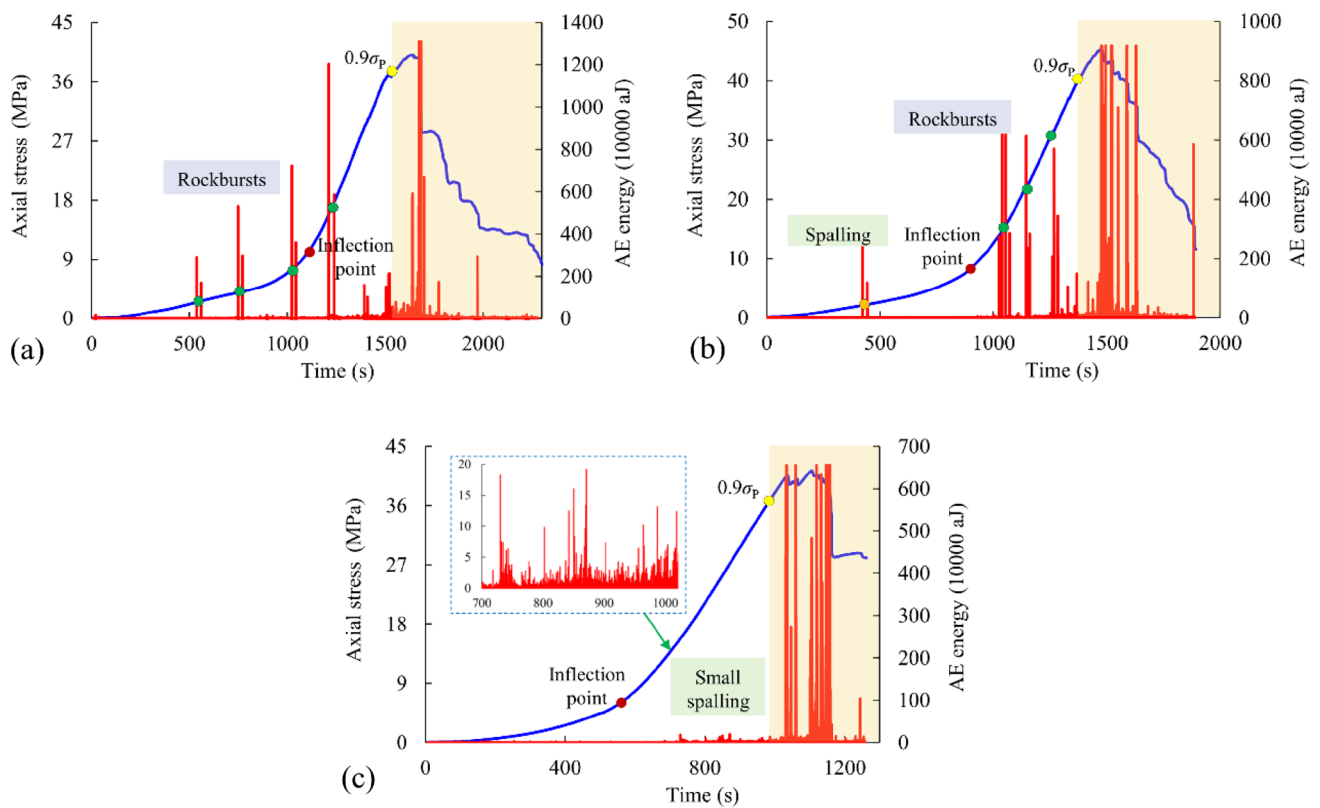 45
36
27
18
9
0
Axial stress (MPa)
1400
1200
1000
800
600
400
200
0
AE energy (10000 aJ)
0.9σP
Rockbursts
Inflection
point
0 500 1000 1500 2000
Time (s)
(a)
50
40
30
20
10
0
Axial stress (MPa)
1000
800
600
400
200
0
AE energy (10000 aJ)
0.9σP
Rockbursts
Spalling
Inflection
point
0 500 1000 1500 2000
Time (s)
(b)
45
36
27
18
9
0
Axial stress (MPa)
700
600
500
400
300
200
100
0
AE energy (10000 aJ)
20
15
10
5
0
700 800 900 1000
0.9σP
Inflection
point
Small
spalling
0 400 800 1200
Time (s)
(c)